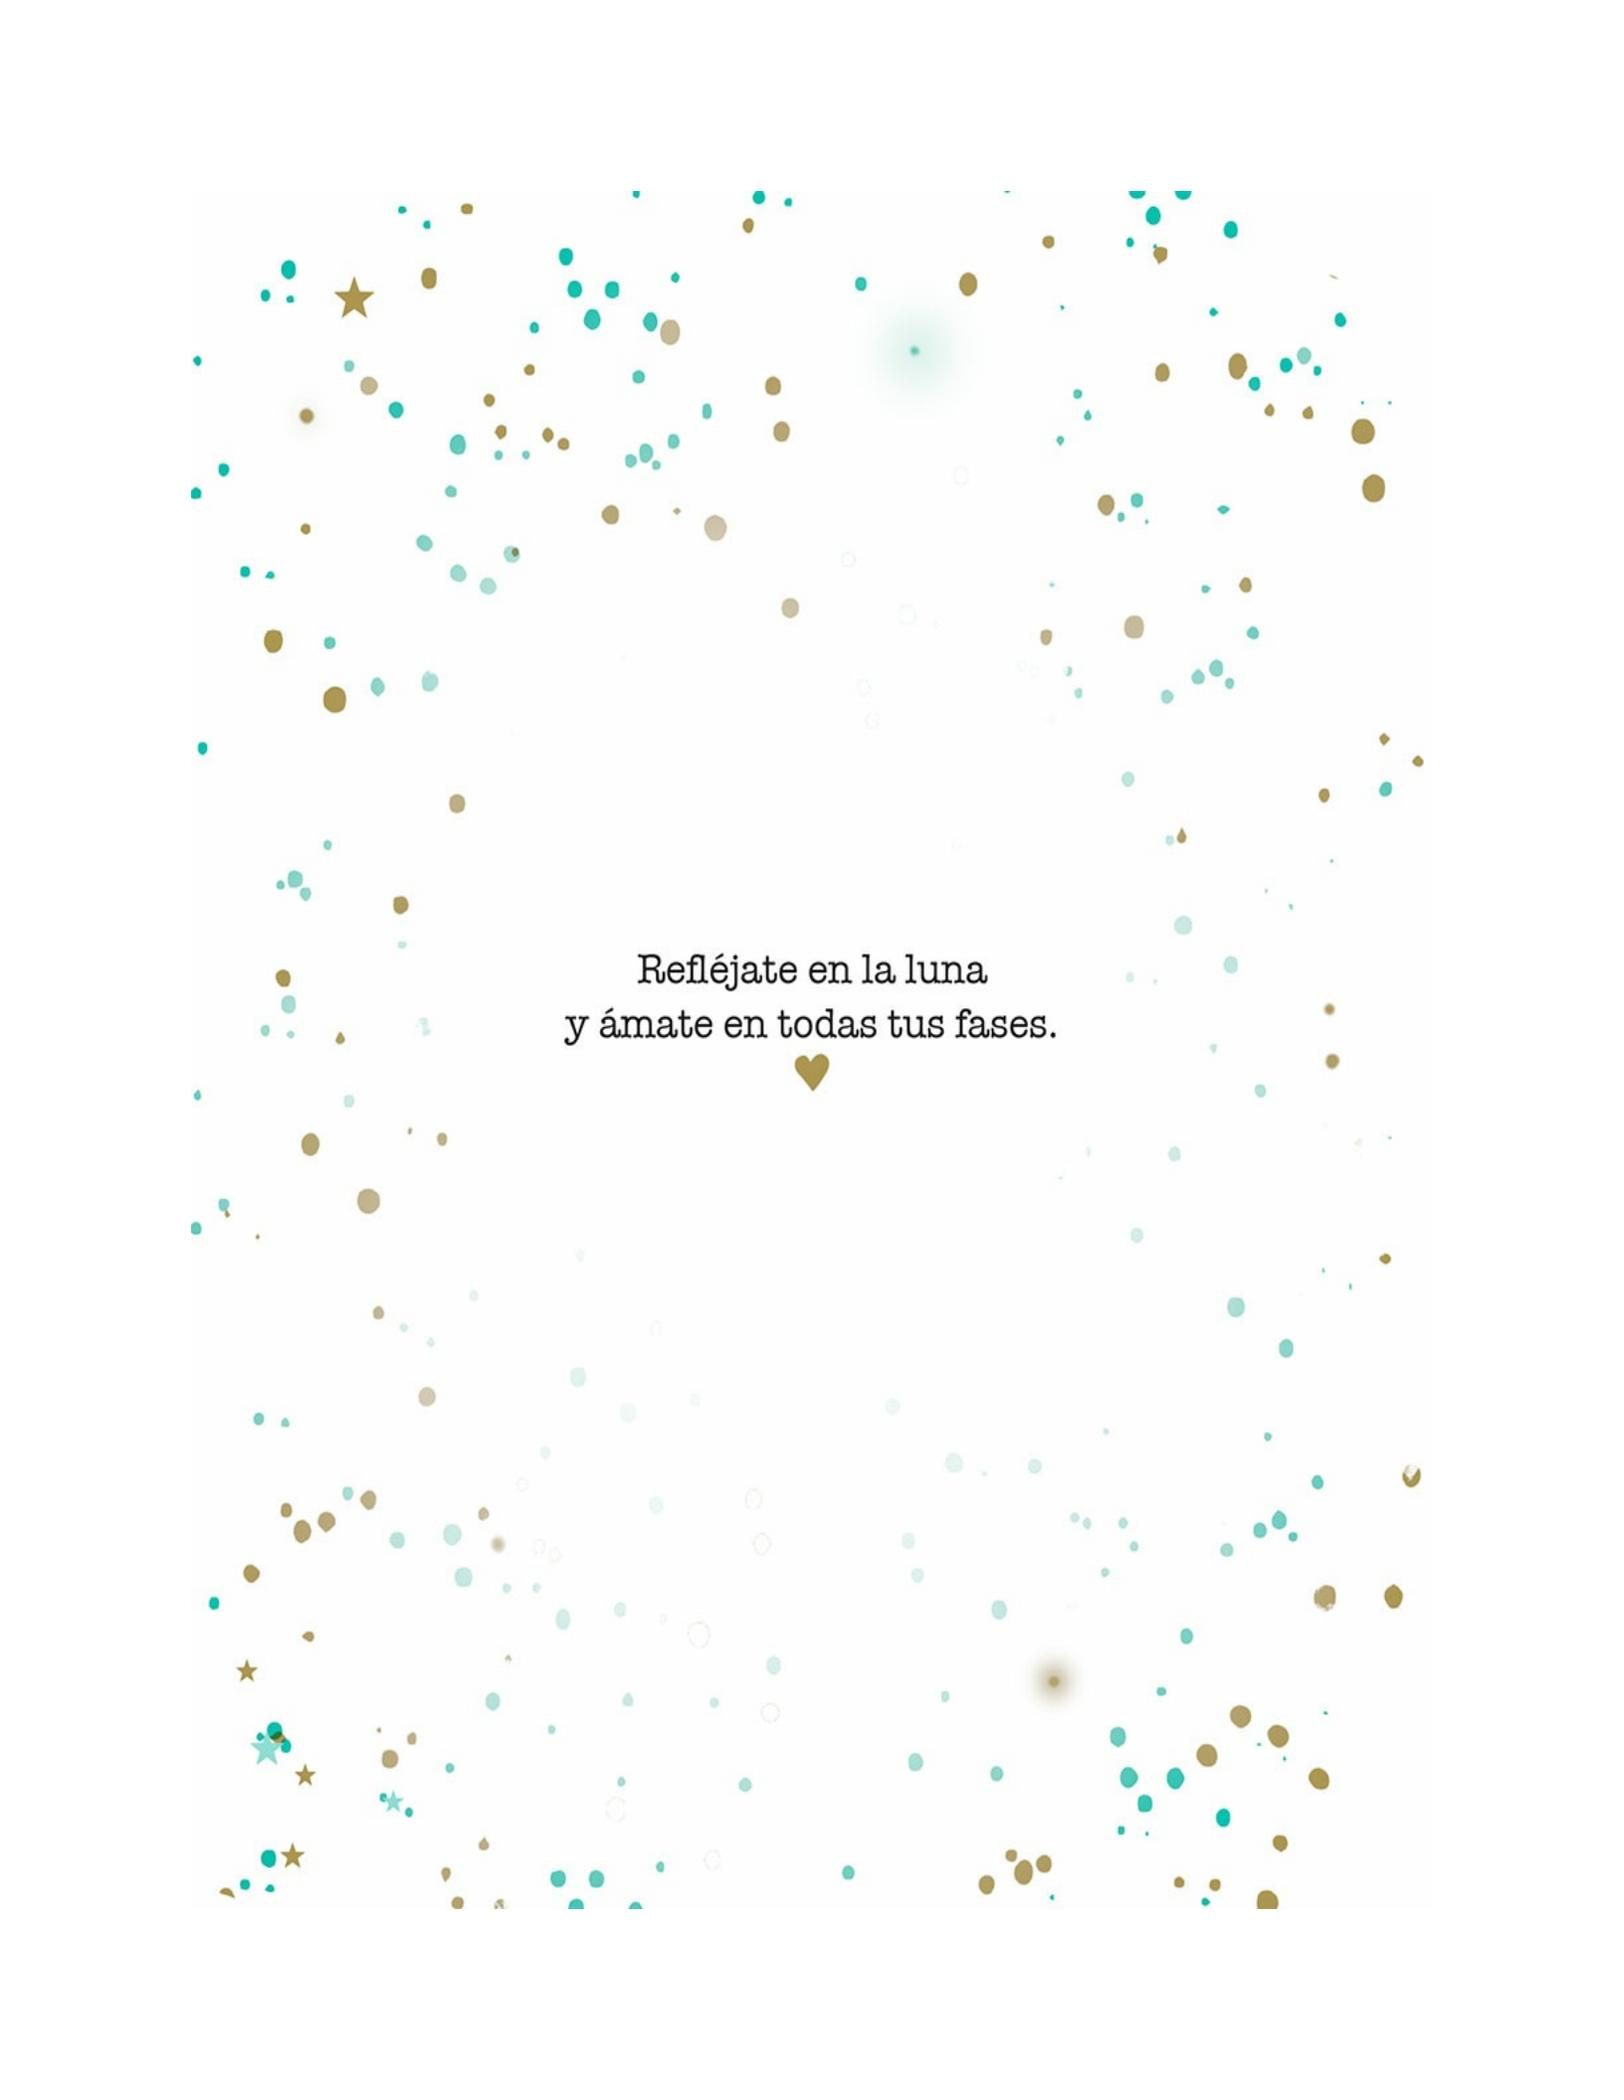 Refléjate en la luna
y ámate en todas tus fases.